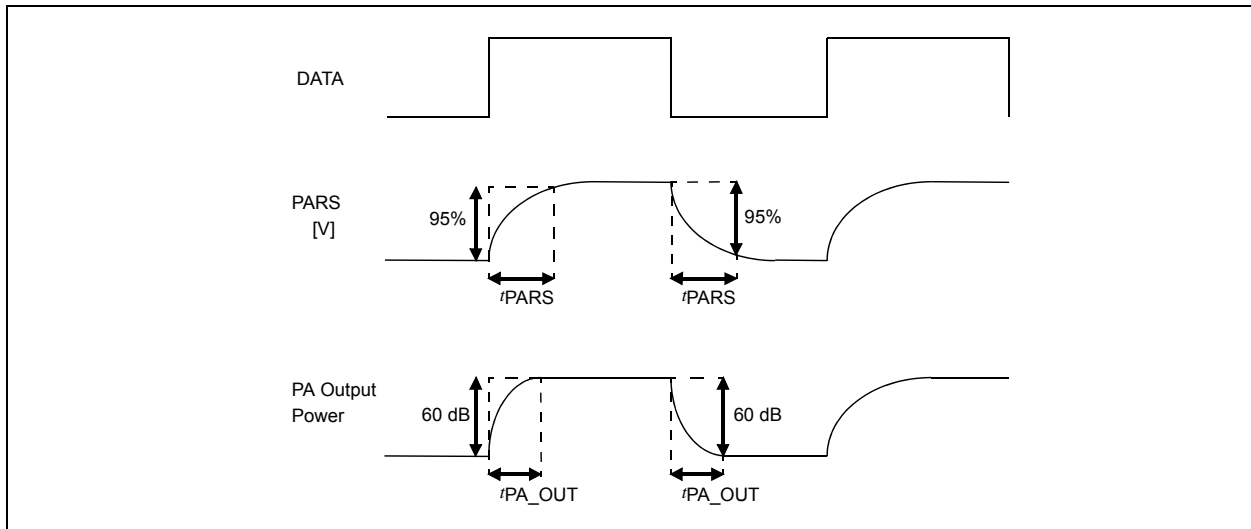 DATA
PARS
[V]
95%
95%
tPARS
tPARS
PA Output
Power
60 dB
60 dB
tPA_OUT
tPA_OUT